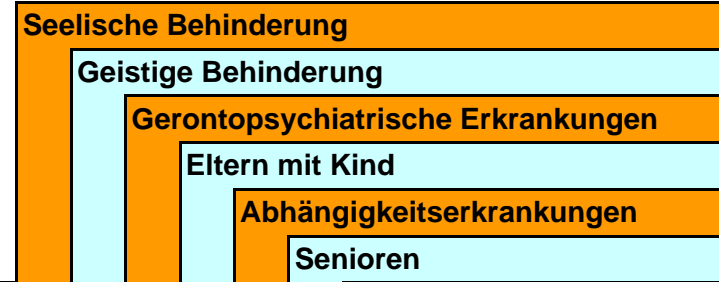 Seelische Behinderung
Geistige Behinderung
Gerontopsychiatrische Erkrankungen
Eltern mit Kind
Abhängigkeitserkrankungen
Senioren